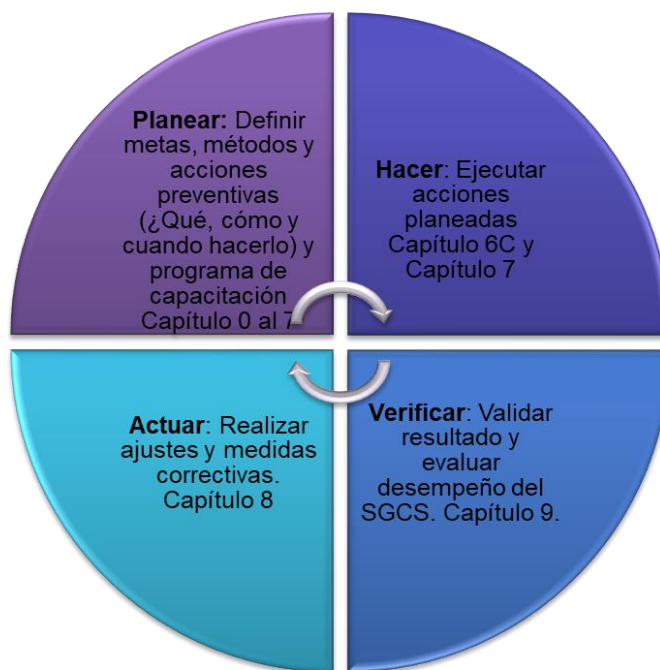 Planear: Definir
metas, métodos y
acciones
preventivas
(¿Qué, cómo y
cuando hacerlo) y
programa de
capacitación
Capítulo 0 al 7
Hacer: Ejecutar
acciones
planeadas
Capítulo 6C y
Capítulo 7
Actuar: Realizar
ajustes y medidas
correctivas.
Capítulo 8
Verificar: Validar
resultado y
evaluar
desempeño del
SGCS. Capítulo 9.